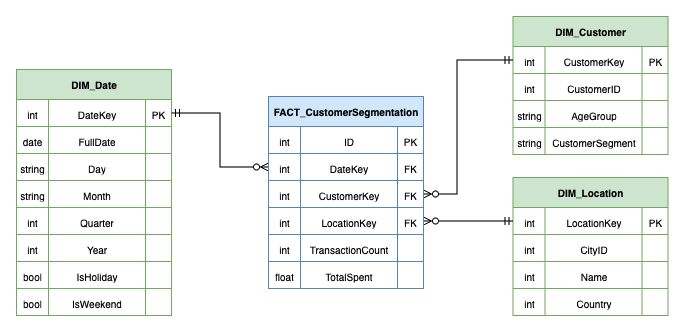 DIM_Date
int DateKey PK
date FullDate
string Day
string Month
int Quarter
int Year
bool IsHoliday
bool IsWeekend
FACT_CustomerSegmentation
int ID PK
int DateKey FK
int CustomerKey FK
int LocationKey FK
int TransactionCount
float TotalSpent
DIM_Customer
int CustomerKey PK
int CustomerID
string AgeGroup
string CustomerSegment
DIM_Location
int LocationKey PK
int CityID
int Name
int Country